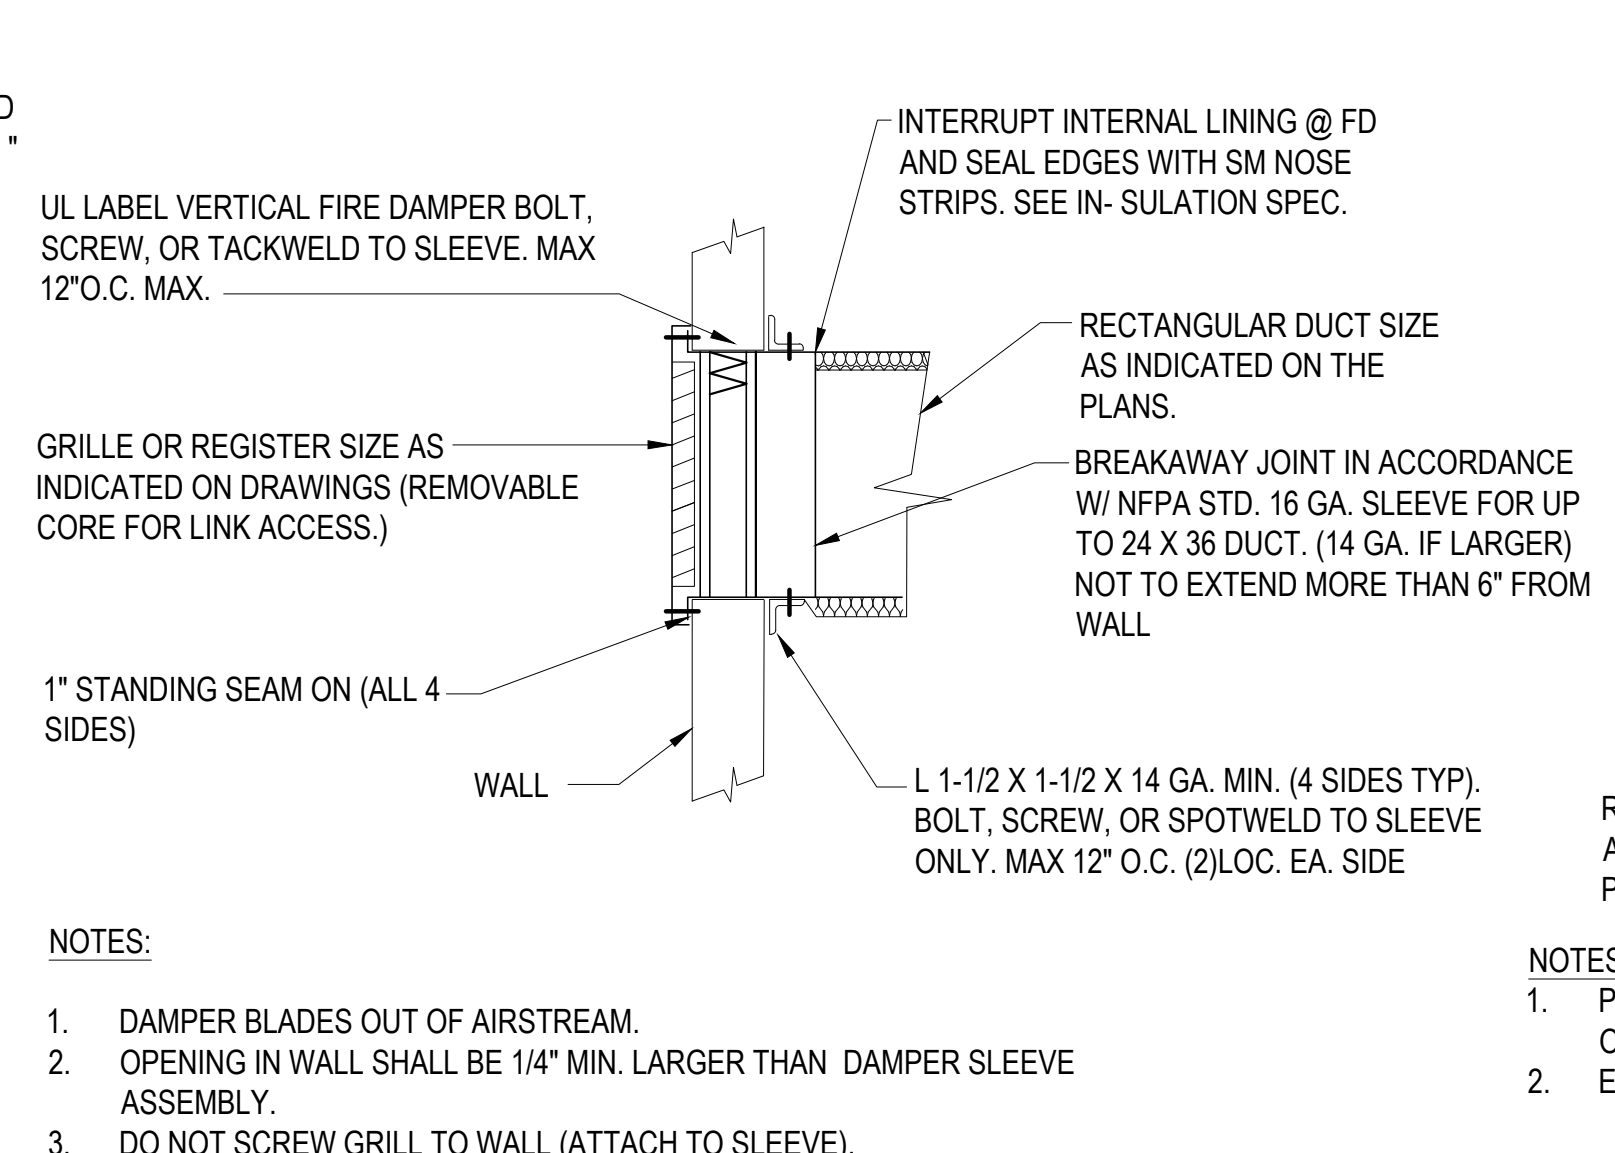 D
"
UL LABEL VERTICAL FIRE DAMPER BOLT,
SCREW, OR TACKWELD TO SLEEVE. MAX
12"O.C. MAX.
INTERRUPT INTERNAL LINING @ FD
AND SEAL EDGES WITH SM NOSE
STRIPS. SEE IN- SULATION SPEC.
RECTANGULAR DUCT SIZE
AS INDICATED ON THE
PLANS.
GRILLE OR REGISTER SIZE AS
INDICATED ON DRAWINGS (REMOVABLE
CORE FOR LINK ACCESS.)
BREAKAWAY JOINT IN ACCORDANCE
W/ NFPA STD. 16 GA. SLEEVE FOR UP
TO 24 X 36 DUCT. (14 GA. IF LARGER)
NOT TO EXTEND MORE THAN 6" FROM
WALL
1" STANDING SEAM ON (ALL 4
SIDES)
WALL
L 1-1/2 X 1-1/2 X 14 GA. MIN. (4 SIDES TYP).
BOLT, SCREW, OR SPOTWELD TO SLEEVE
ONLY. MAX 12" O.C. (2)LOC. EA. SIDE
NOTES:
1. DAMPER BLADES OUT OF AIRSTREAM.
2. OPENING IN WALL SHALL BE 1/4" MIN. LARGER THAN DAMPER SLEEVE
ASSEMBLY.
3. DO NOT SCREW GRILL TO WALL (ATTACH TO SLEEVE).
R
A
P
NOTES
1. P
2. E